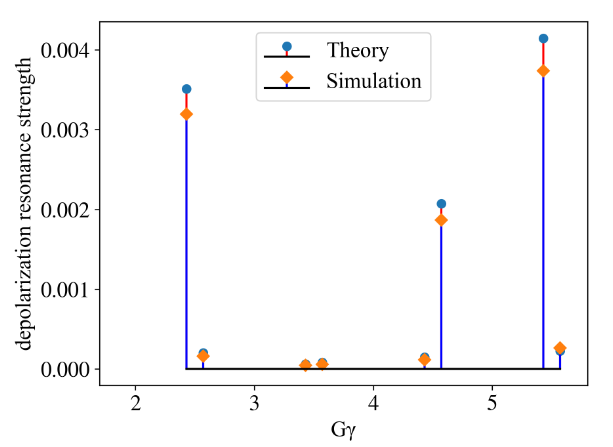 depolarization resonance strength
0.004
0.003
0.002
0.001
0.000
Theory
Simulation
2 3 4 5
Gγ